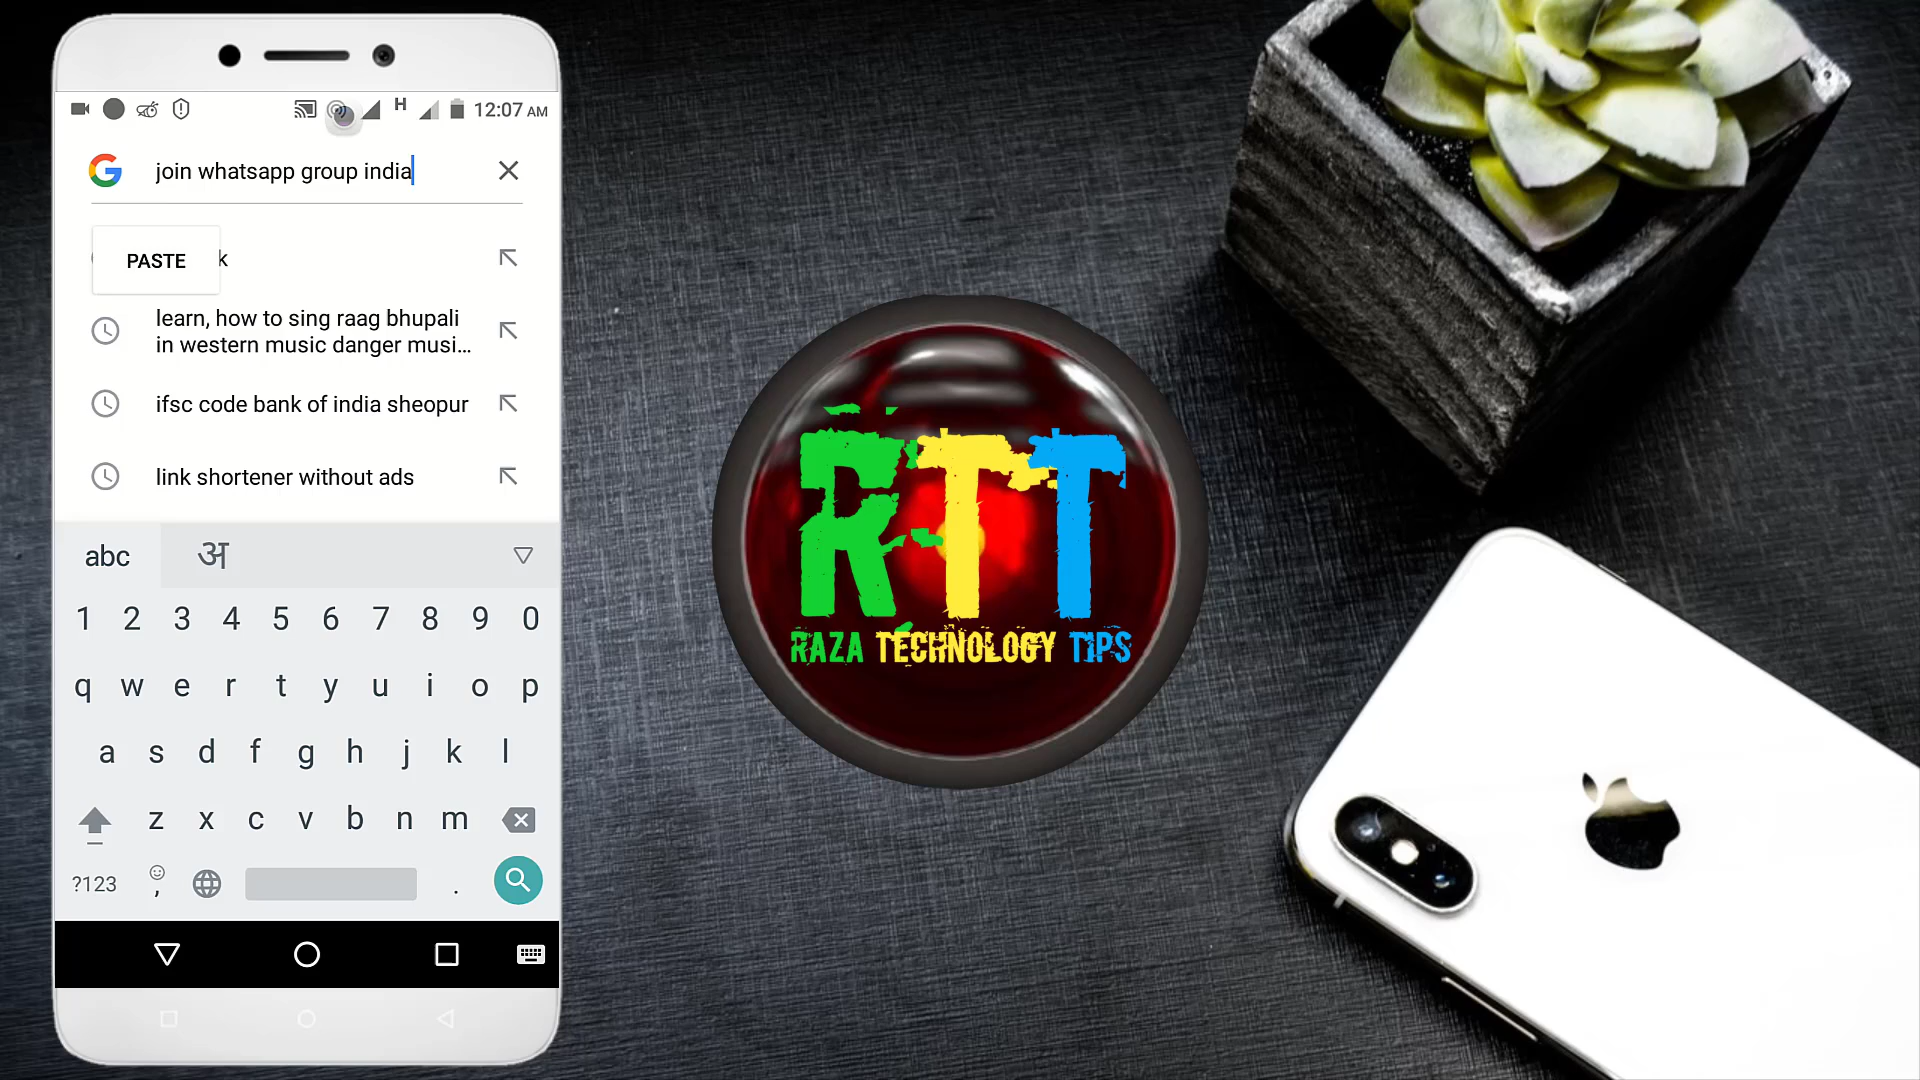 H 12:07 AM
join whatsapp group india
PASTE k
learn, how to sing raag bhupali
in western music danger musi...
ifsc code bank of india sheopur
link shortener without ads
abc अ
1 2 3 4 5 6 7 8 9 0
q w e r t y u i o p
a s d f g h j k l
z x c v b n m
?123 , .
RTT
RAZA TECHNOLOGY TIPS